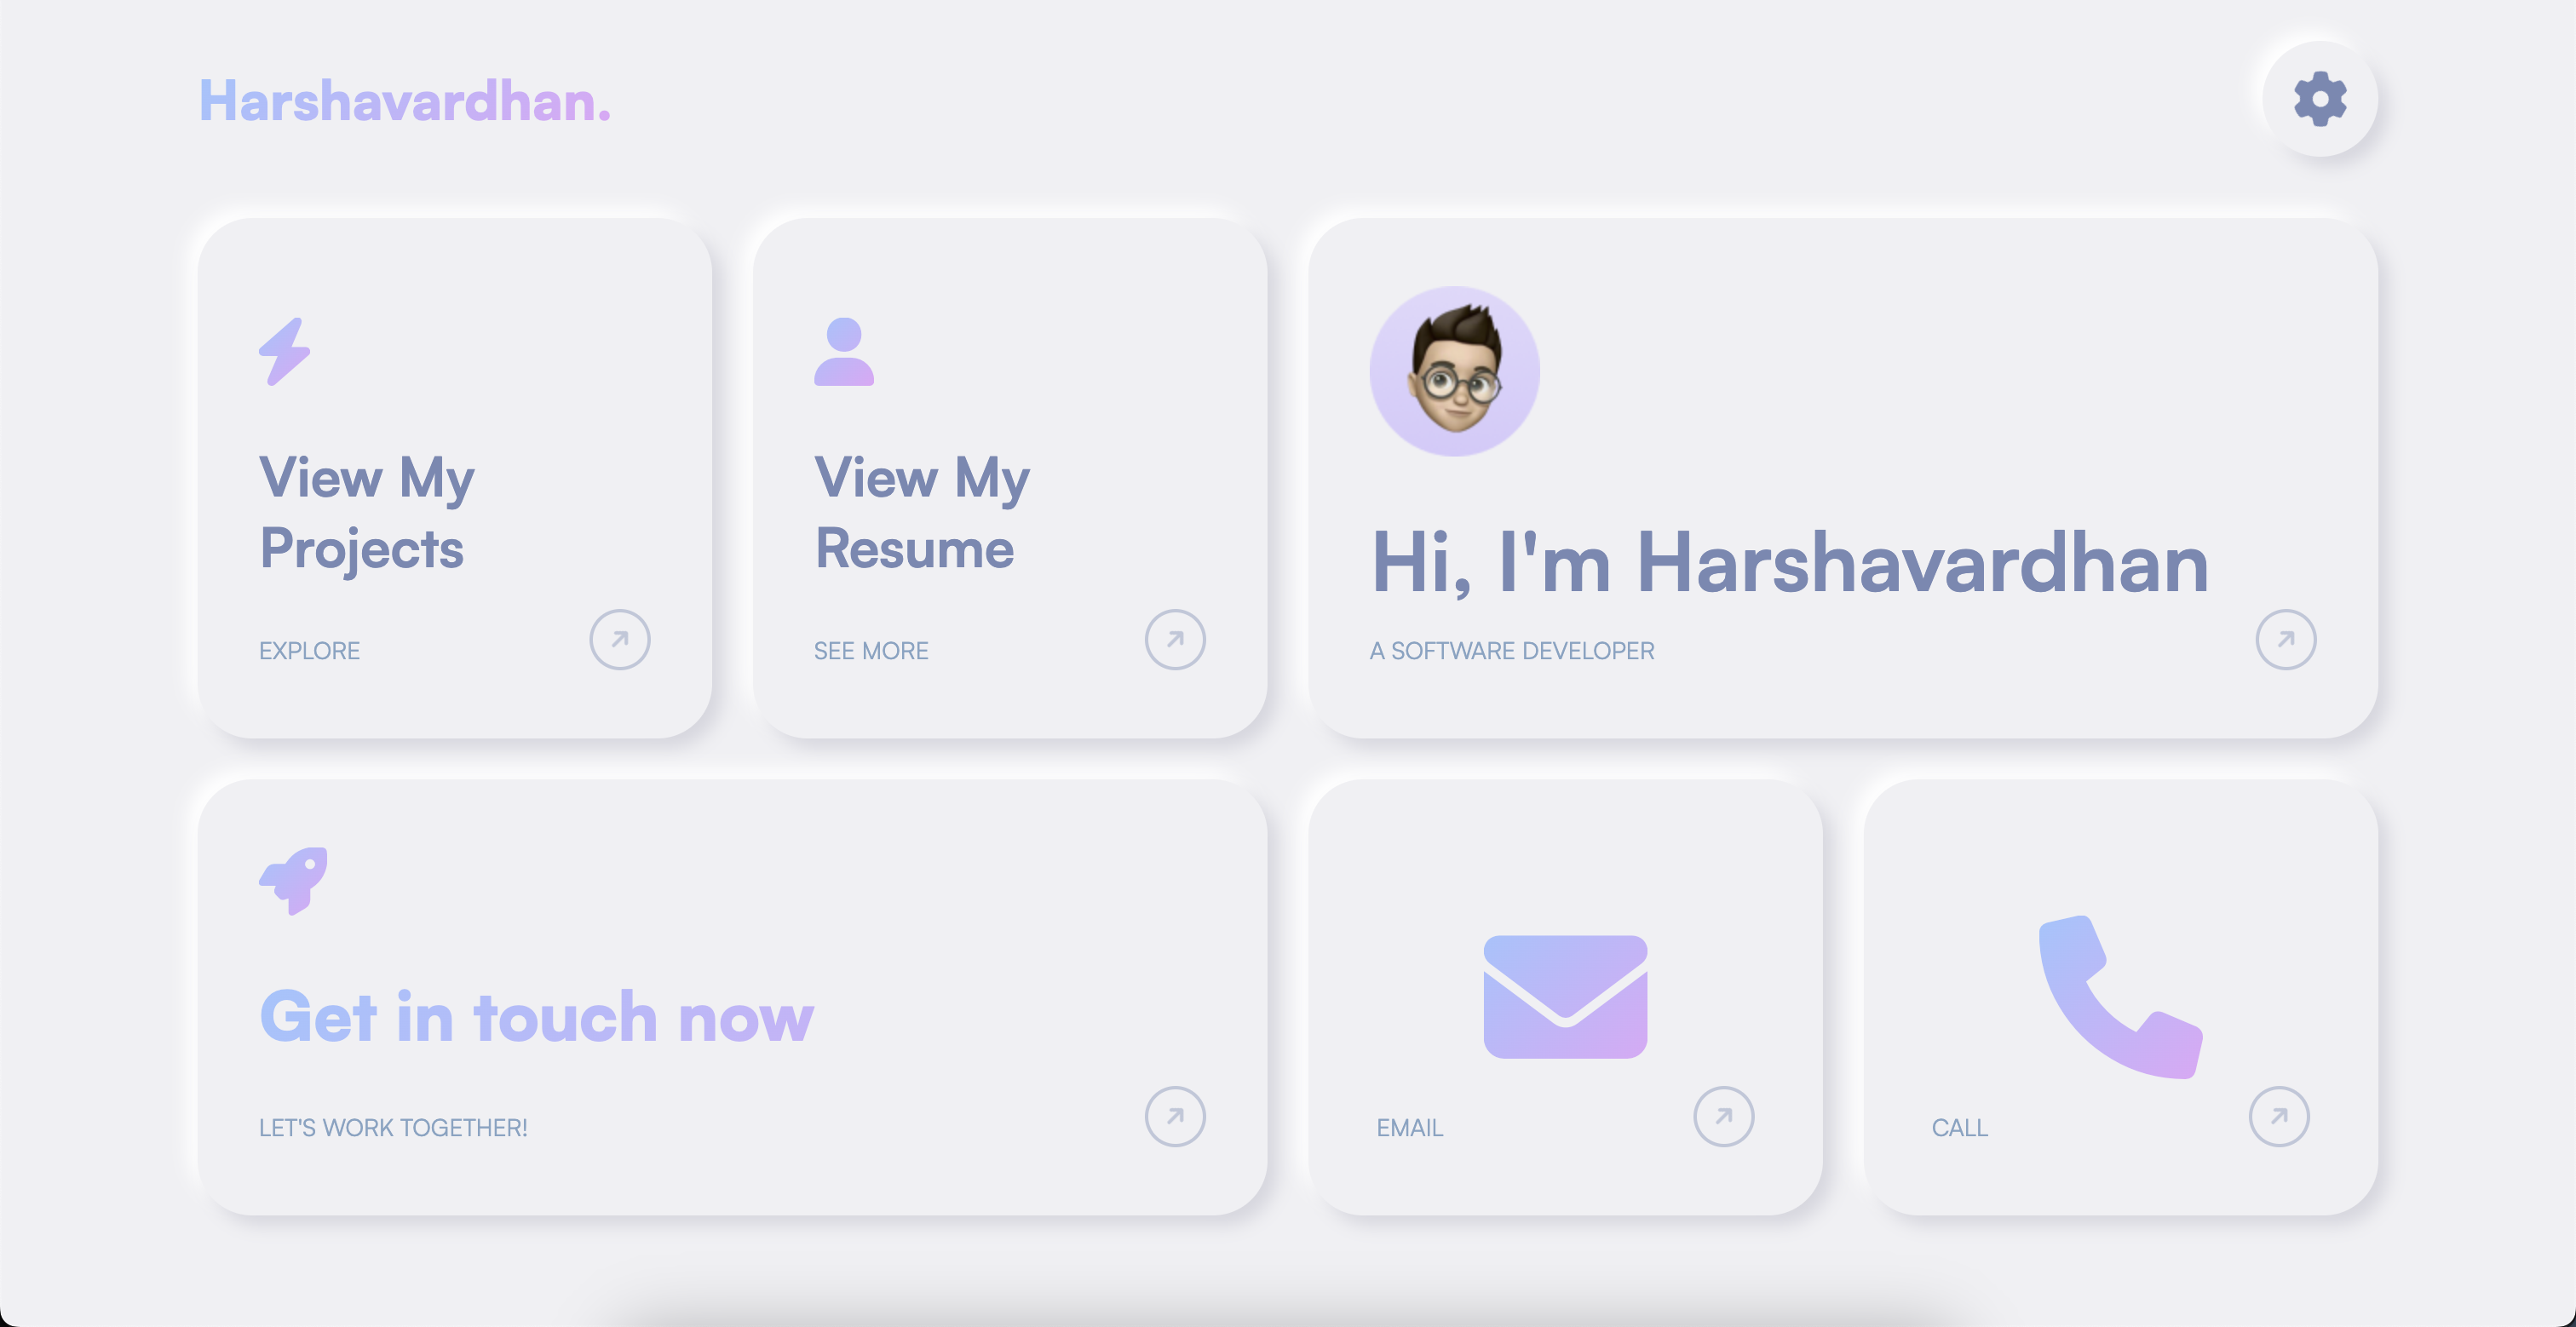 Harshavardhan.
View My
Projects
EXPLORE
View My
Resume
SEE MORE
Hi, I'm Harshavardhan
A SOFTWARE DEVELOPER
Get in touch now
LET'S WORK TOGETHER!
EMAIL
CALL